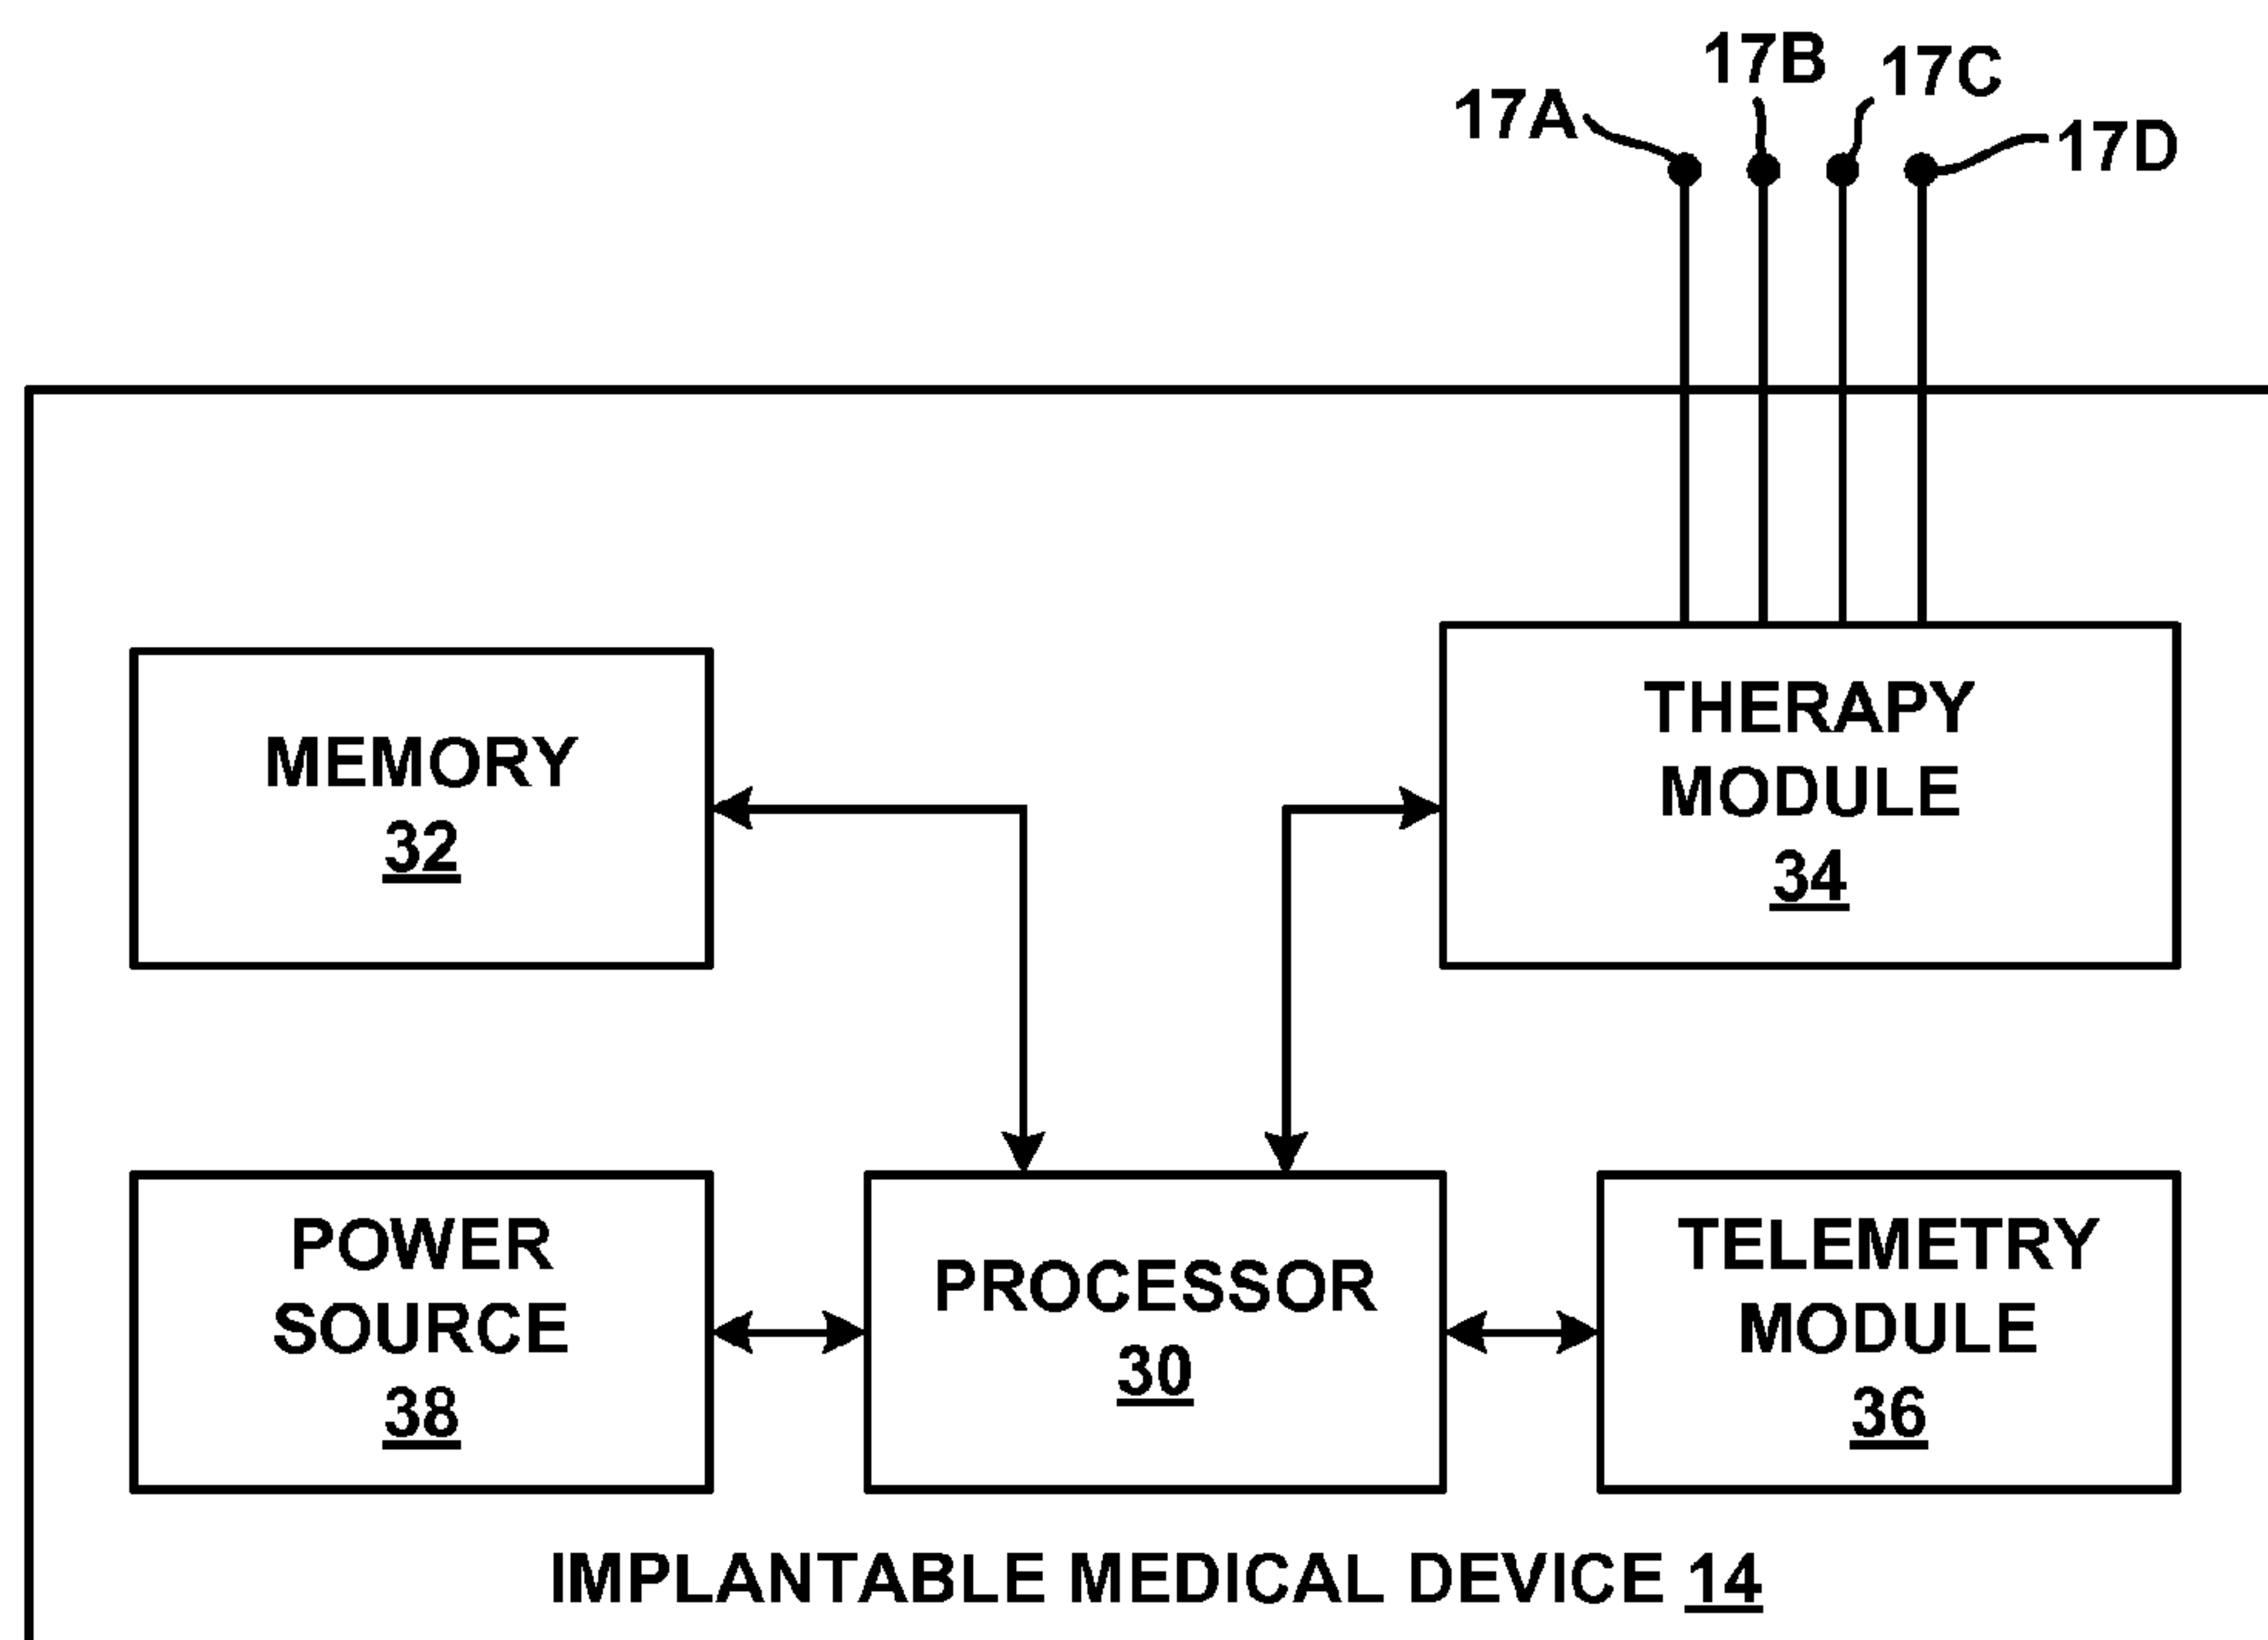 17B
17C
17A
17D
THERAPY
MODULE
34
MEMORY
32
POWER
SOURCE
38
PROCESSOR
30
TELEMETRY
MODULE
36
IMPLANTABLE MEDICAL DEVICE 14